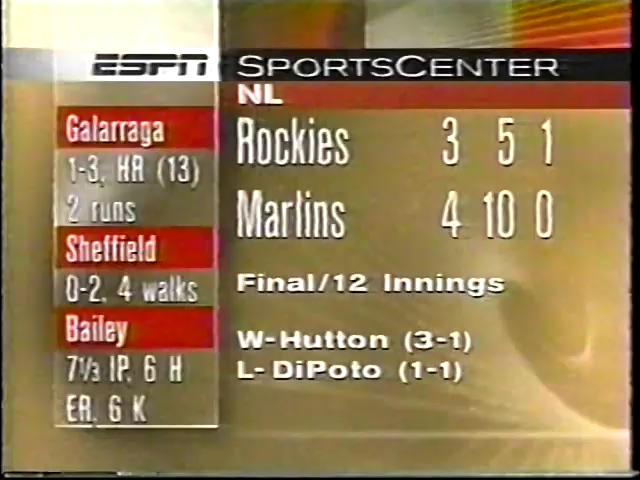 ESPN SPORTSCENTER
NL
Rockies 3 5 1
Marlins 4 10 0
Final/12 Innings
W-Hutton (3-1)
L-DiPoto (1-1)
Galarraga
1-3, HR (13)
2 runs
Sheffield
0-2, 4 walks
Bailey
7⅓ IP, 6 H
ER, 6 K